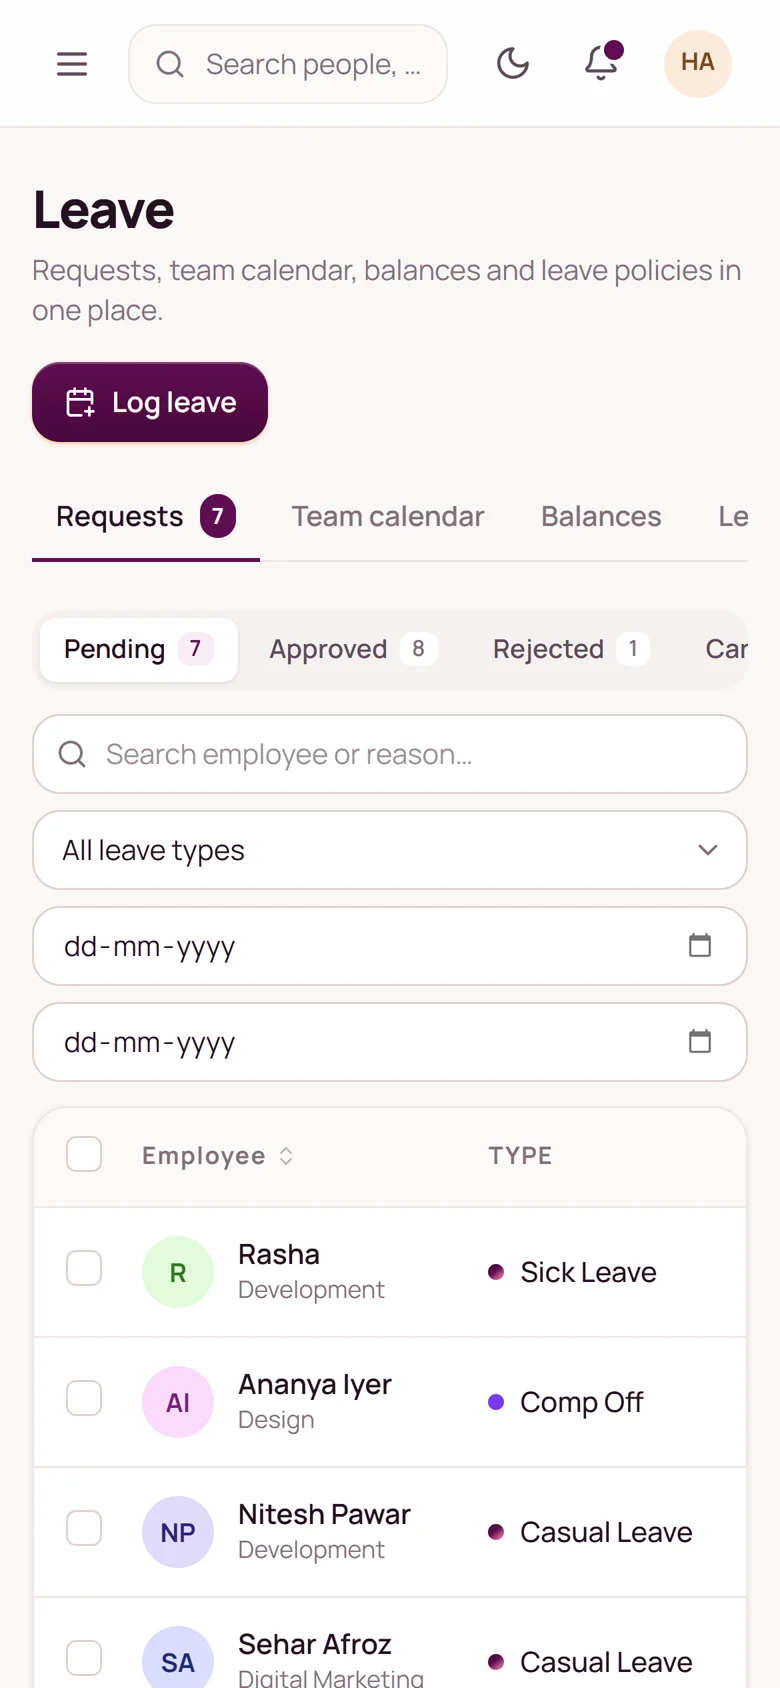 Search people, ...
HA
Leave
Requests, team calendar, balances and leave policies in
one place.
Log leave
Requests 7 Team calendar Balances Le
Pending 7 Approved 8 Rejected 1 Can
Search employee or reason...
All leave types
dd-mm-yyyy
dd-mm-yyyy
Employee TYPE
R Rasha Sick Leave
Development
AI Ananya Iyer Comp Off
Design
NP Nitesh Pawar Casual Leave
Development
SA Sehar Afroz Casual Leave
Digital Marketing